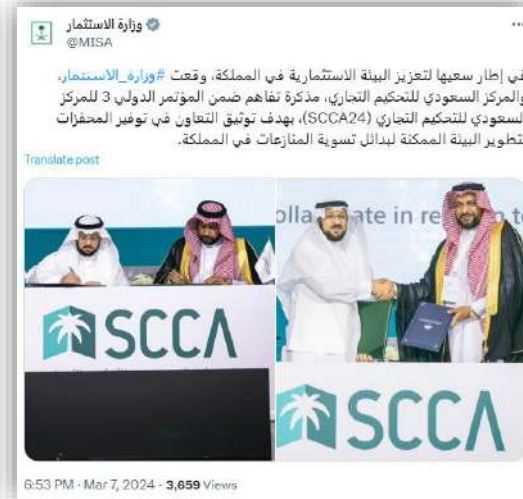 وزارة الاستثمار
@MISA
...
في إطار سعيها لتعزيز البيئة الاستثمارية في المملكة، وقعت #وزارة_الاستثمار،
والمركز السعودي للتحكيم التجاري، مذكرة تفاهم ضمن المؤتمر الدولي 3 للمركز
السعودي للتحكيم التجاري (SCCA24)، بهدف توثيق التعاون في توفير المحفزات
لتطوير البيئة الممكنة لبدائل تسوية المنازعات في المملكة.
Translate post
SCCA
SCCA
6:53 PM · Mar 7, 2024 · 3,659 Views